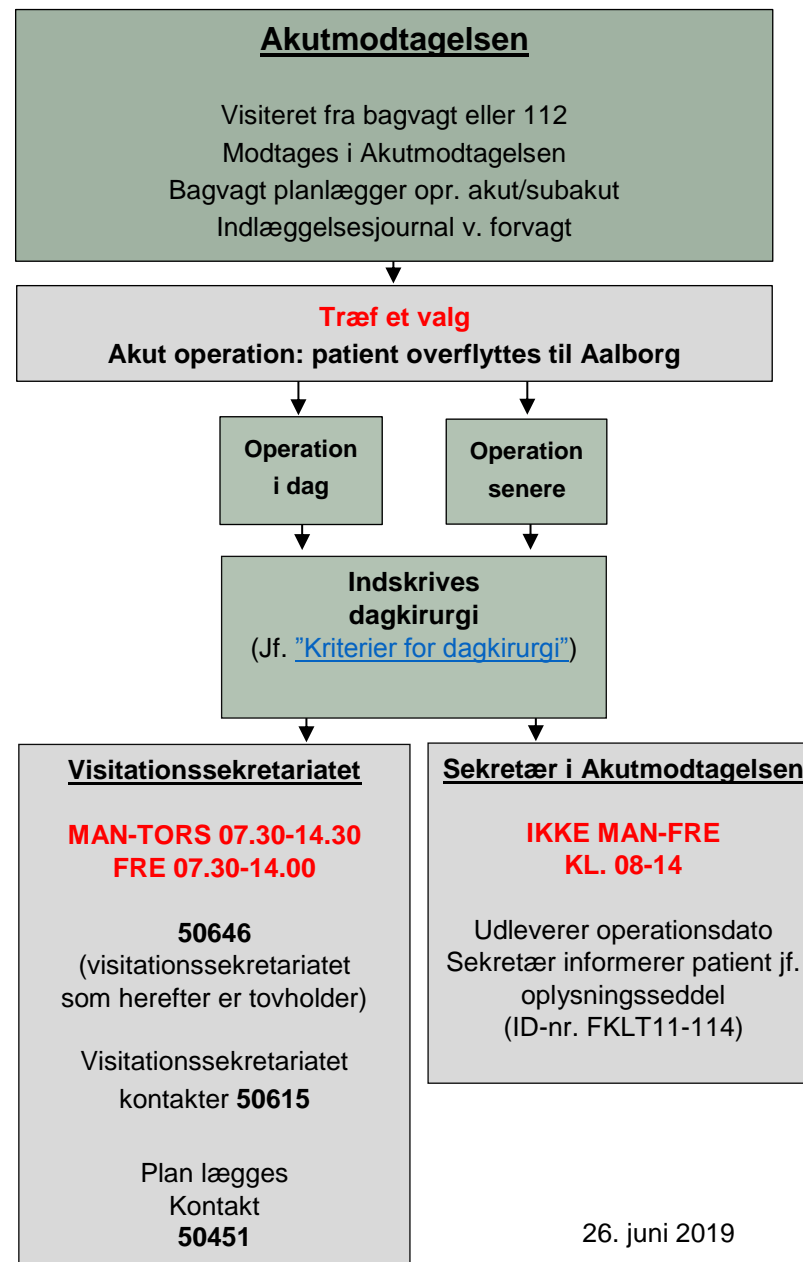 Akutmodtagelsen
Visiteret fra bagvagt eller 112
Modtages i Akutmodtagelsen
Bagvagt planlægger opr. akut/subakut
Indlæggelsesjournal v. forvagt
Træf et valg
Akut operation: patient overflyttes til Aalborg
Operation
i dag
Operation
senere
Indskrives
dagkirurgi
(Jf. ”Kriterier for dagkirurgi”)
Visitationssekretariatet
MAN-TORS 07.30-14.30
FRE 07.30-14.00
50646
(visitationssekretariatet
som herefter er tovholder)
Visitationssekretariatet
kontakter 50615
Plan lægges
Kontakt
50451
Sekretær i Akutmodtagelsen
IKKE MAN-FRE
KL. 08-14
Udleverer operationsdato
Sekretær informerer patient jf.
oplysningsseddel
(ID-nr. FKLT11-114)
26. juni 2019